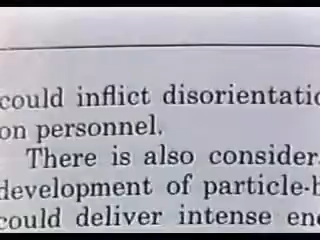 could inflict disorientatio
on personnel.
There is also consider
development of particle-b
could deliver intense en